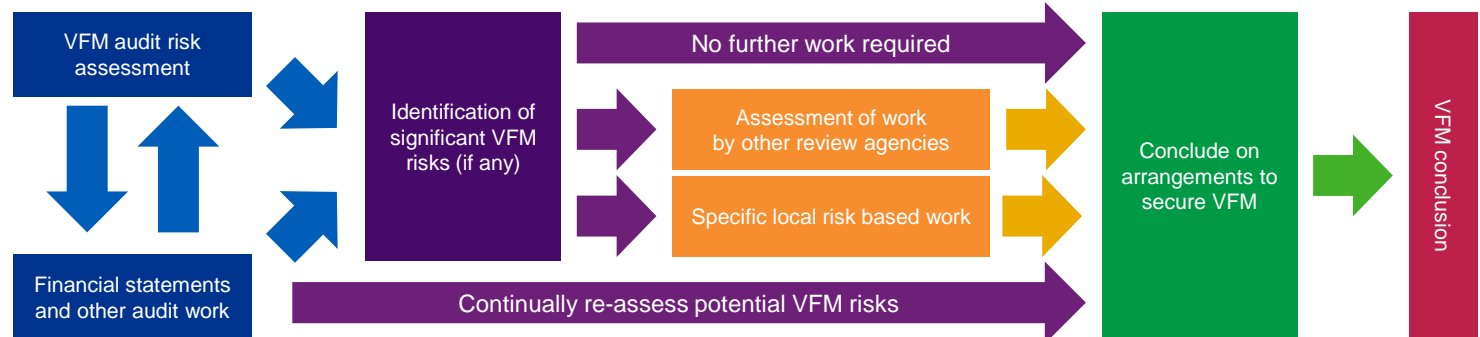 VFM audit risk
assessment
Financial statements
and other audit work
Identification of
significant VFM
risks (if any)
No further work required
Assessment of work
by other review agencies
Specific local risk based work
Continually re-assess potential VFM risks
Conclude on
arrangements to
secure VFM
VFM conclusion